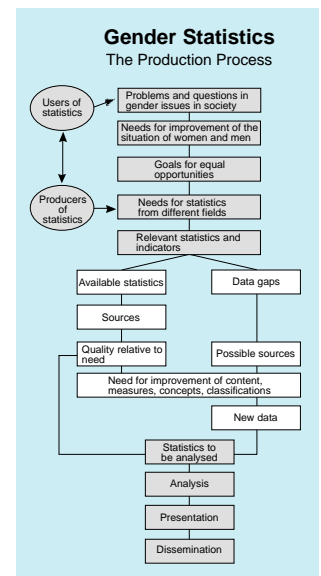 Gender Statistics
The Production Process
Users of
statistics
Problems and questions in
gender issues in society
Needs for improvement of the
situation of women and men
Goals for equal
opportunities
Producers
of
statistics
Needs for statistics
from different fields
Relevant statistics and
indicators
Available statistics
Data gaps
Sources
Quality relative to
need
Possible sources
Need for improvement of content,
measures, concepts, classifications
New data
Statistics to
be analysed
Analysis
Presentation
Dissemination